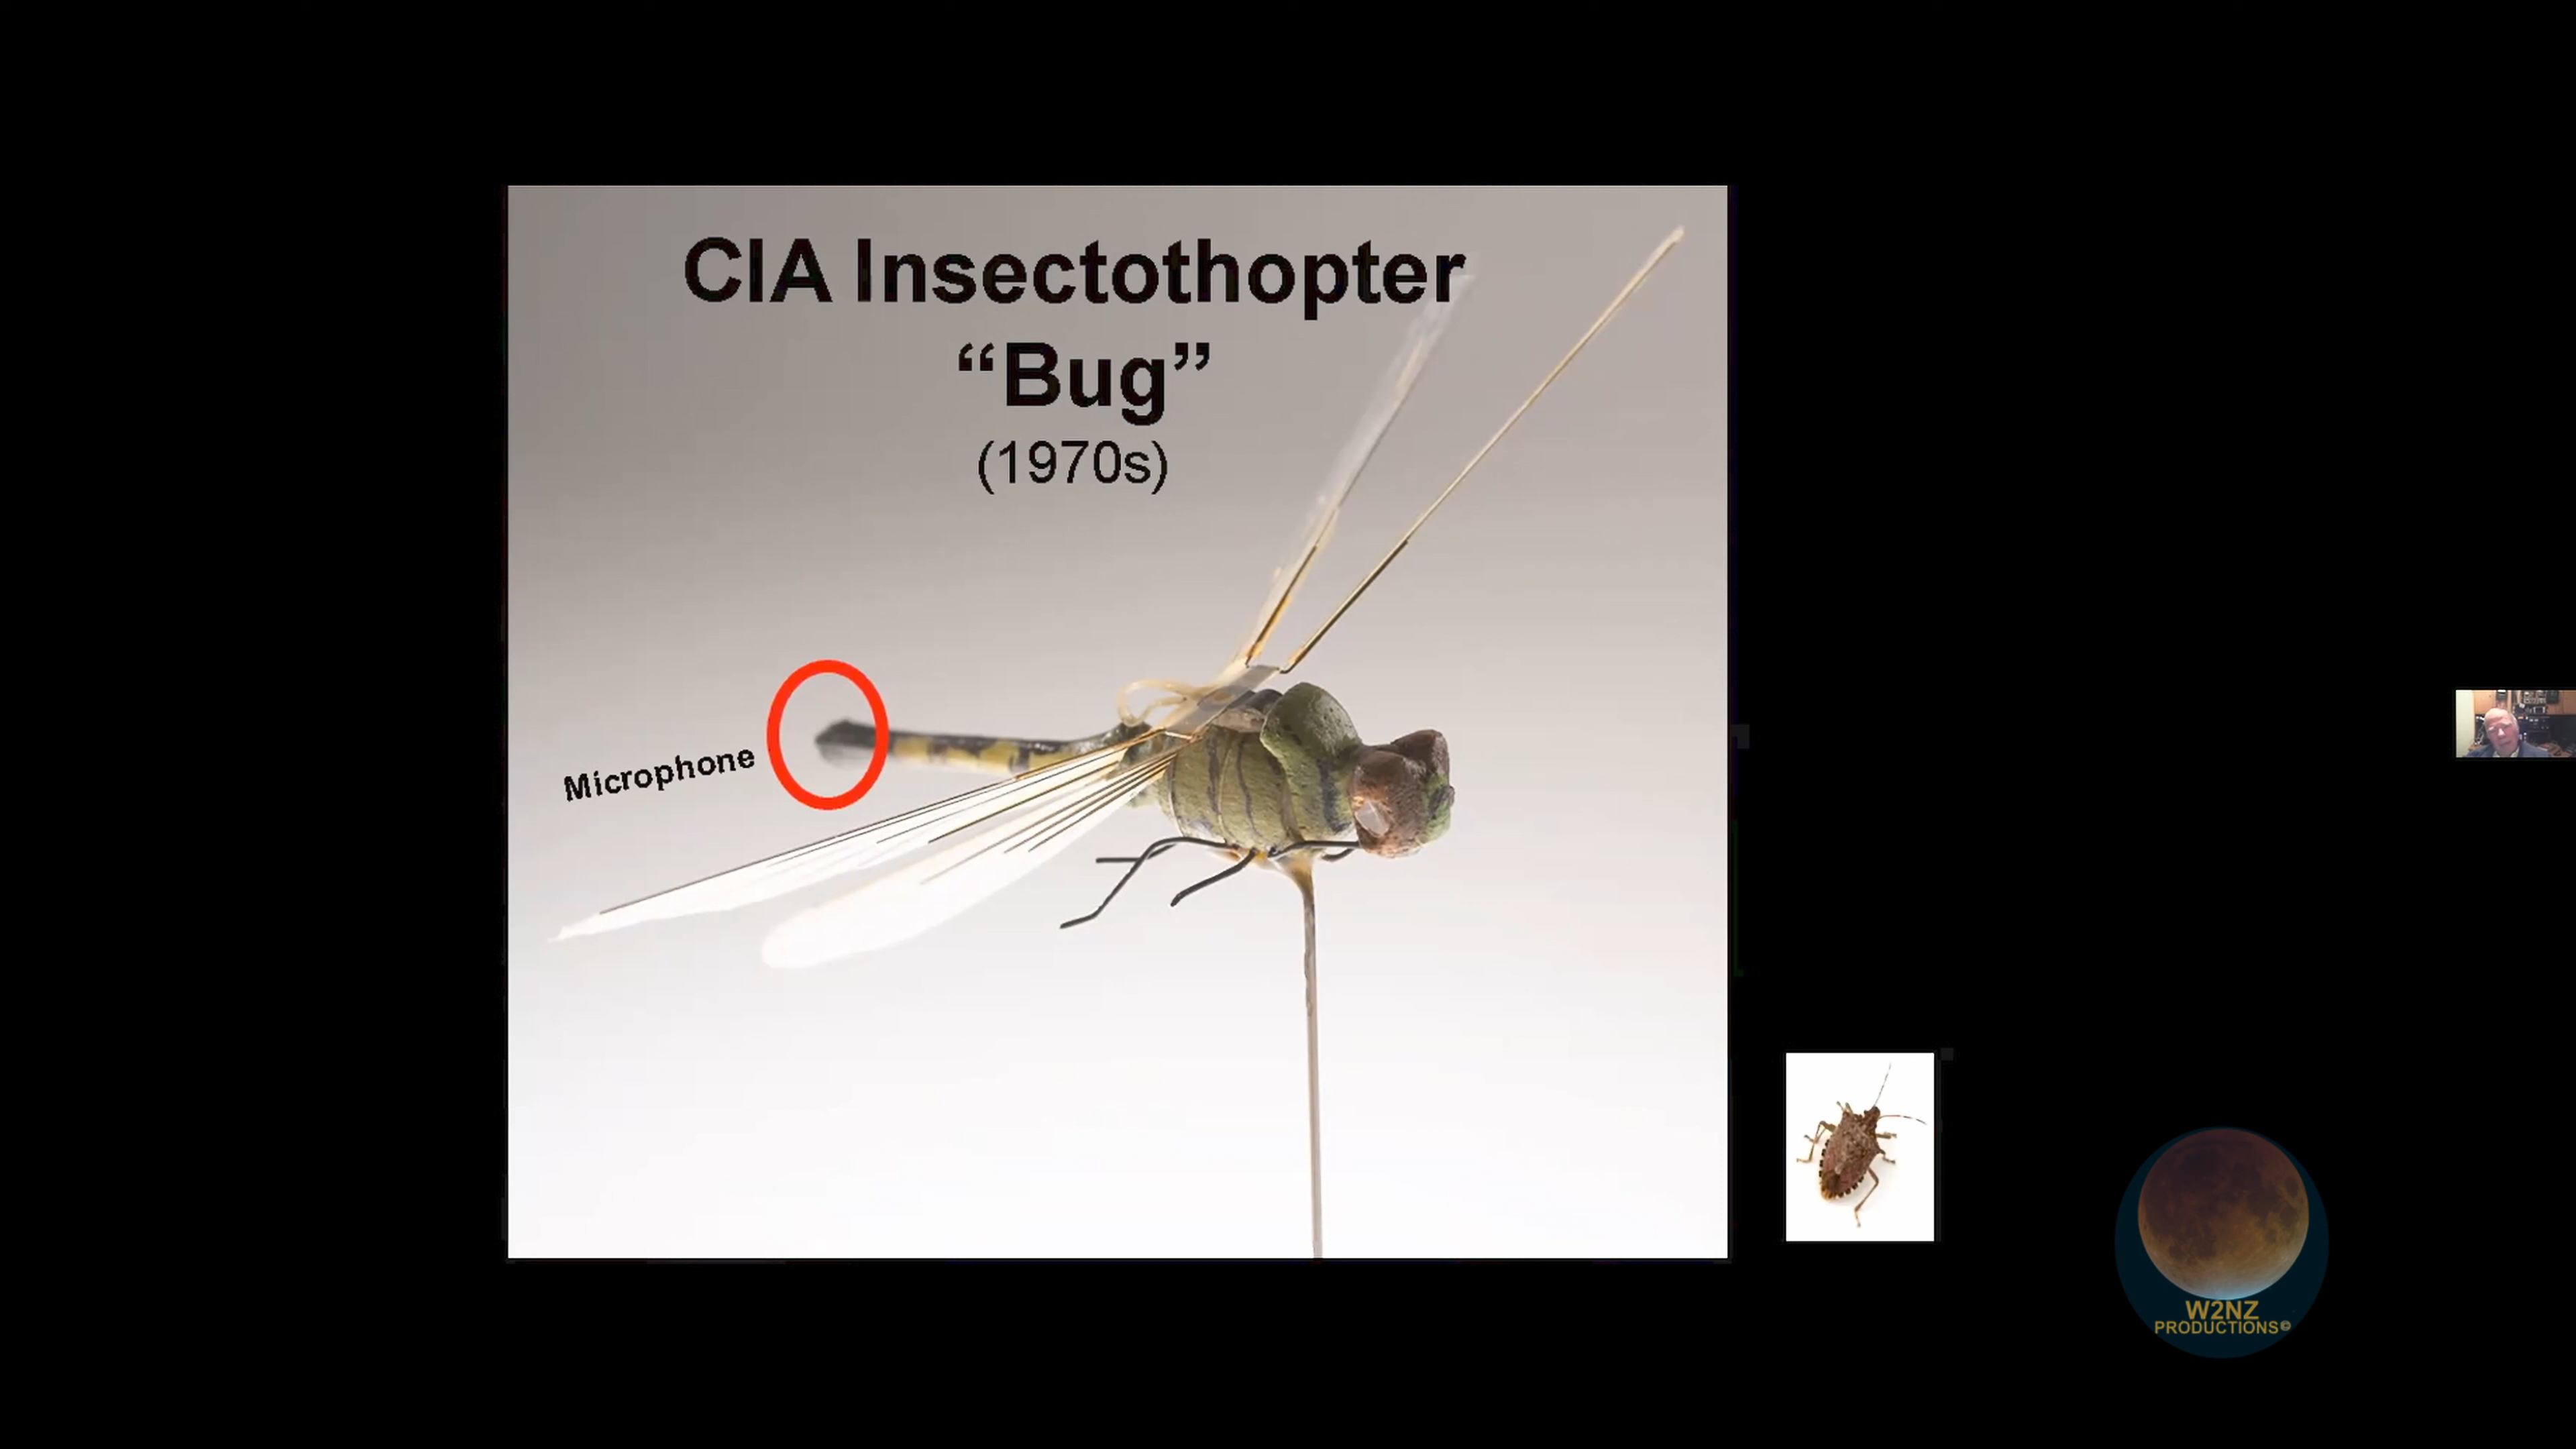 CIA Insectothopter
“Bug”
(1970s)
Microphone
W2NZ
PRODUCTIONS©